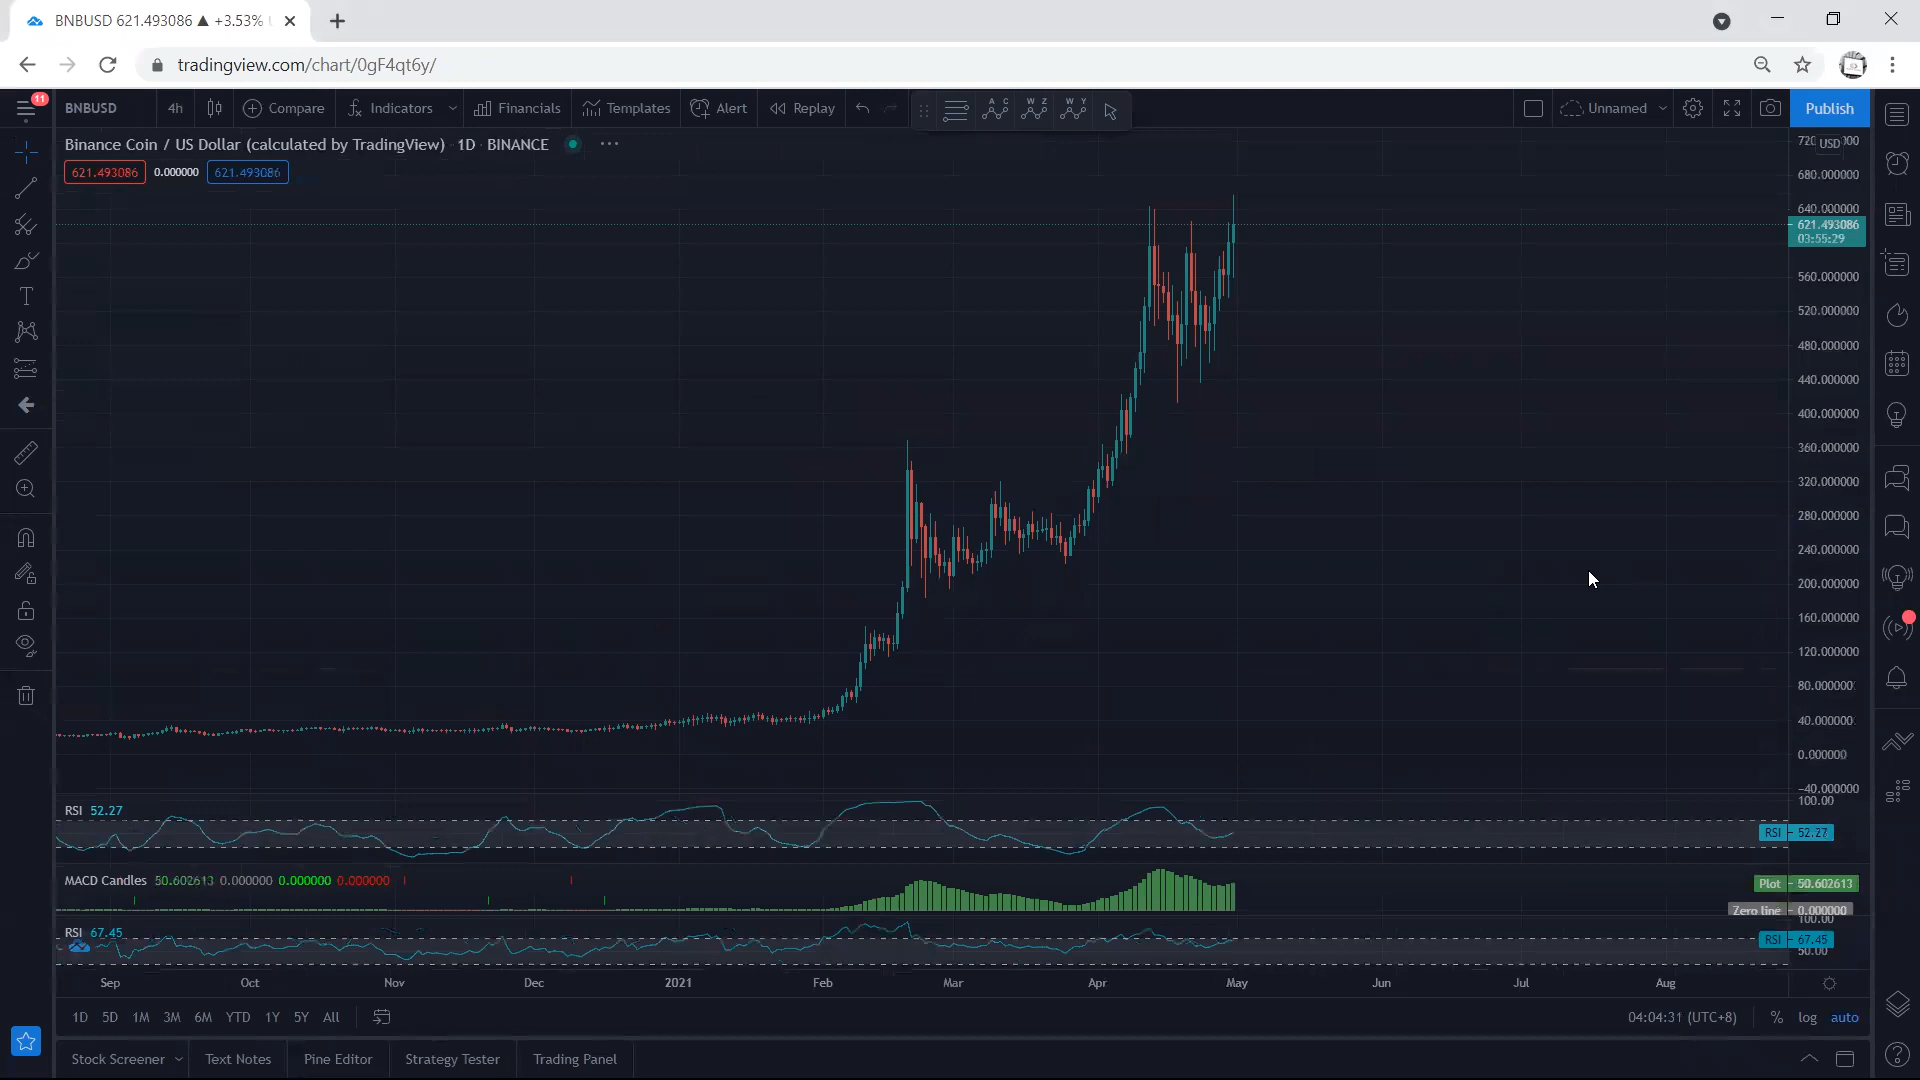 BNBUSD 621.493086 ▲ +3.53%
tradingview.com/chart/0gF4qt6y/
11
BNBUSD 4h Compare Indicators Financials Templates Alert Replay Unnamed Publish
A C W Z W Y
Binance Coin / US Dollar (calculated by TradingView) 1D BINANCE
621.493086 0.000000 621.493086
USD
680.000000
640.000000
621.493086
03:55:29
560.000000
520.000000
480.000000
440.000000
400.000000
360.000000
320.000000
280.000000
240.000000
200.000000
160.000000
120.000000
80.000000
40.000000
0.000000
−40.000000
100.00
RSI 52.27
RSI 52.27
MACD Candles 50.602613 0.000000 0.000000 0.000000
Plot 50.602613
Zero line 0.000000
100.00
RSI 67.45
RSI 67.45
50.00
Sep Oct Nov Dec 2021 Feb Mar Apr May Jun Jul Aug
1D 5D 1M 3M 6M YTD 1Y 5Y All 04:04:31 (UTC+8) % log auto
Stock Screener Text Notes Pine Editor Strategy Tester Trading Panel